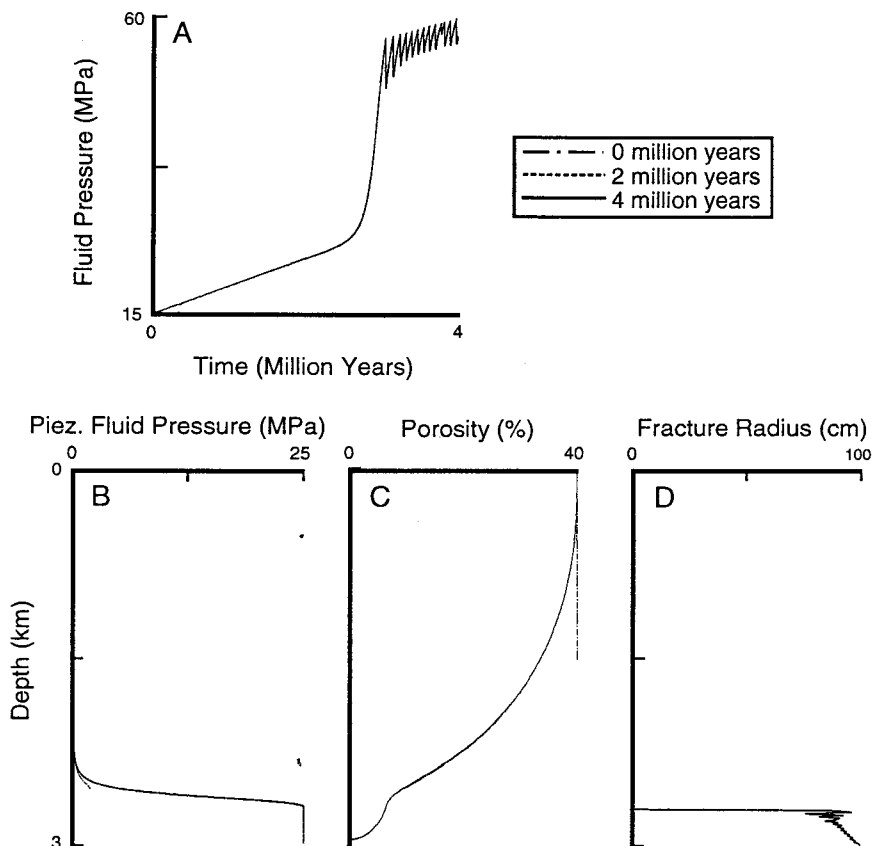 60
A
Fluid Pressure (MPa)
15
0
4
Time (Million Years)
0 million years
2 million years
4 million years
Piez. Fluid Pressure (MPa)
0
25
Porosity (%)
0
40
Fracture Radius (cm)
0
100
0
B
C
D
Depth (km)
3